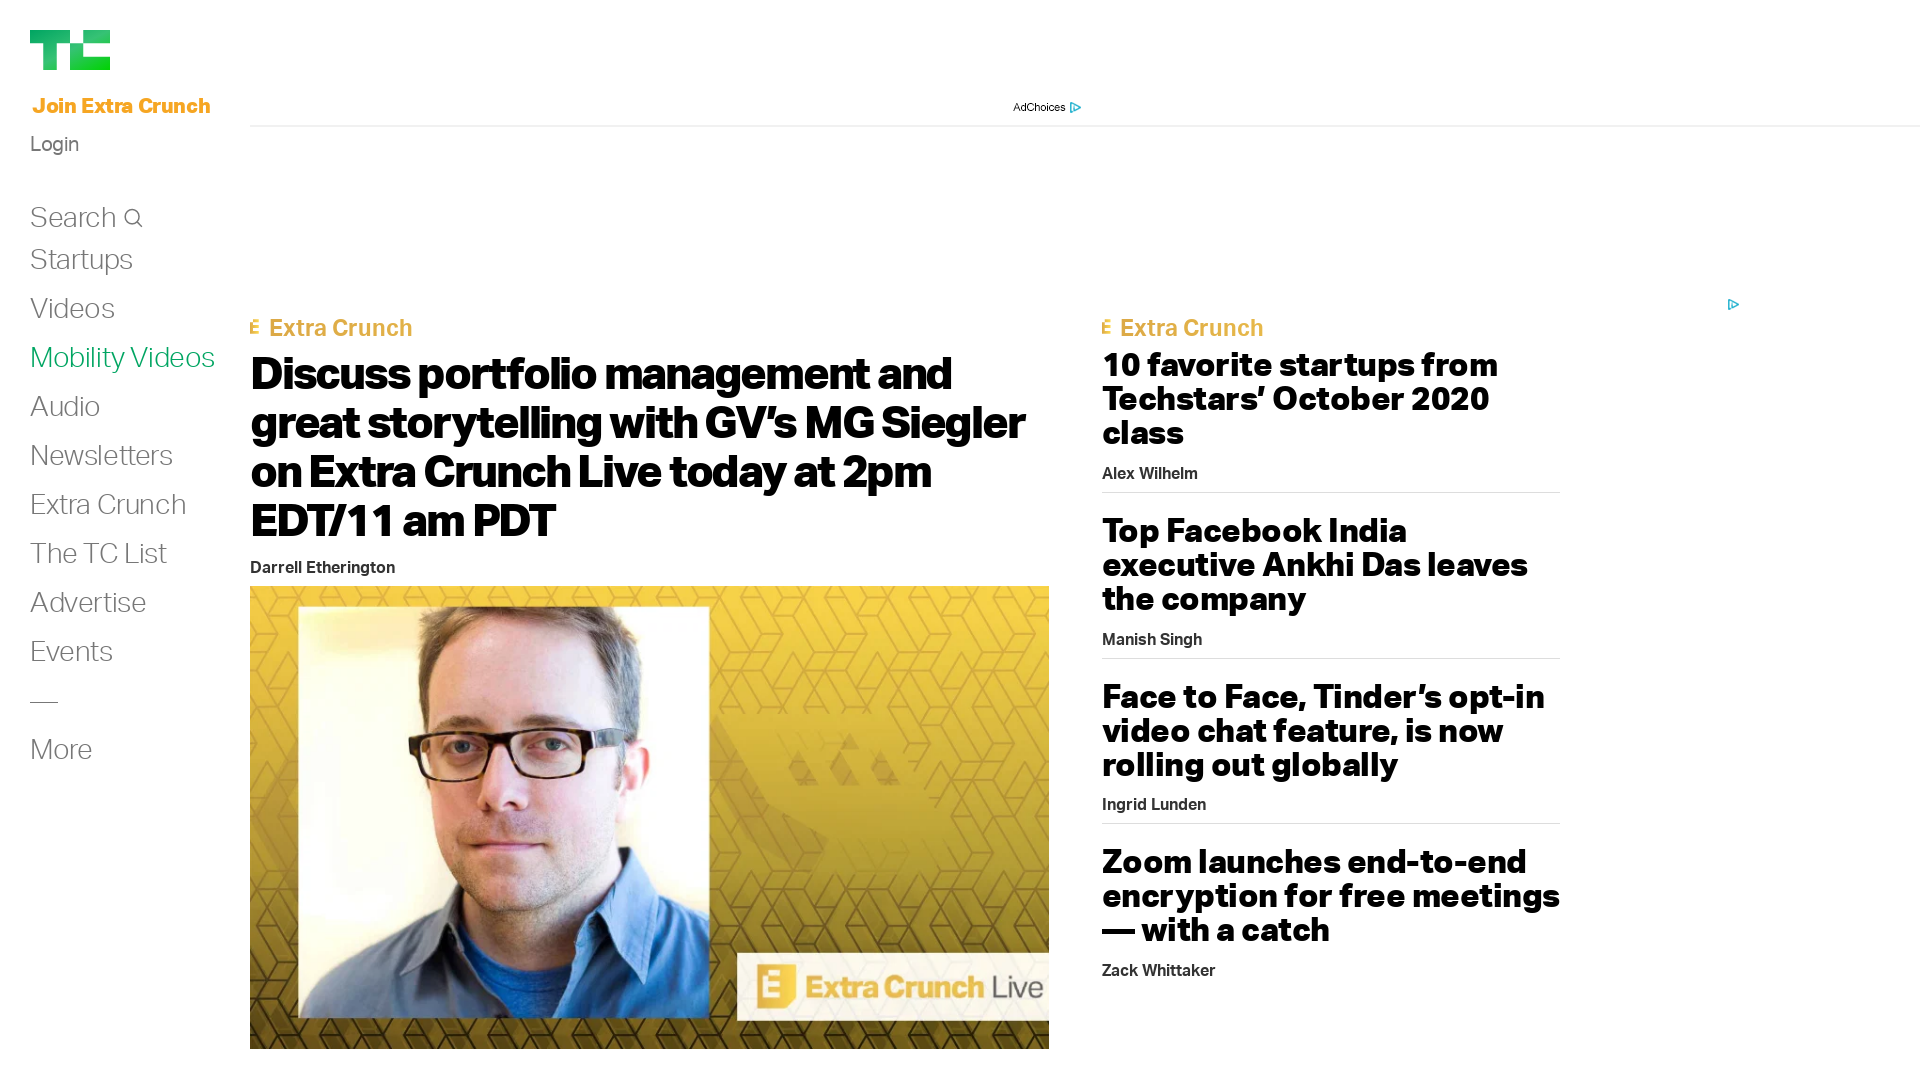 TC
Join Extra Crunch
Login
Search
Startups
Videos
Mobility Videos
Audio
Newsletters
Extra Crunch
The TC List
Advertise
Events
—
More
AdChoices
Extra Crunch
Discuss portfolio management and
great storytelling with GV’s MG Siegler
on Extra Crunch Live today at 2pm
EDT/11 am PDT
Darrell Etherington
E Extra Crunch Live
Extra Crunch
10 favorite startups from
Techstars’ October 2020
class
Alex Wilhelm
Top Facebook India
executive Ankhi Das leaves
the company
Manish Singh
Face to Face, Tinder’s opt-in
video chat feature, is now
rolling out globally
Ingrid Lunden
Zoom launches end-to-end
encryption for free meetings
— with a catch
Zack Whittaker